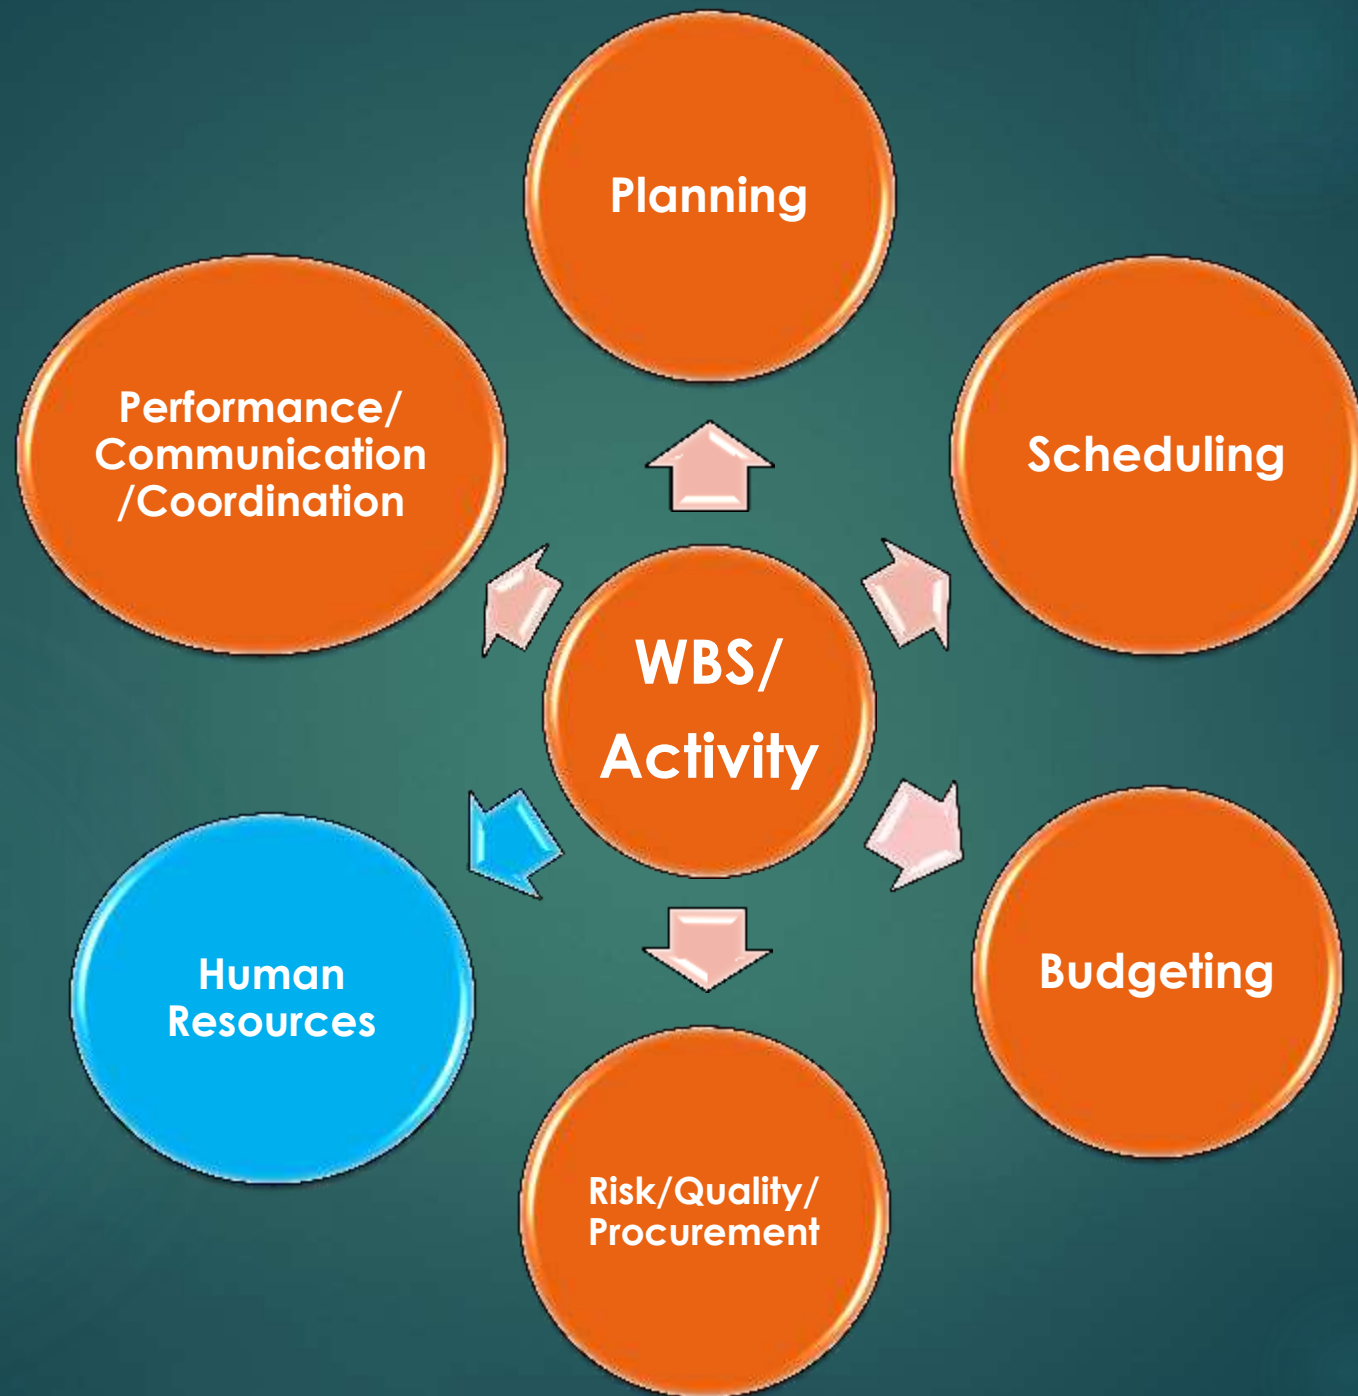 Planning
Performance/
Communication
/Coordination
Scheduling
WBS/
Activity
Human
Resources
Budgeting
Risk/Quality/
Procurement